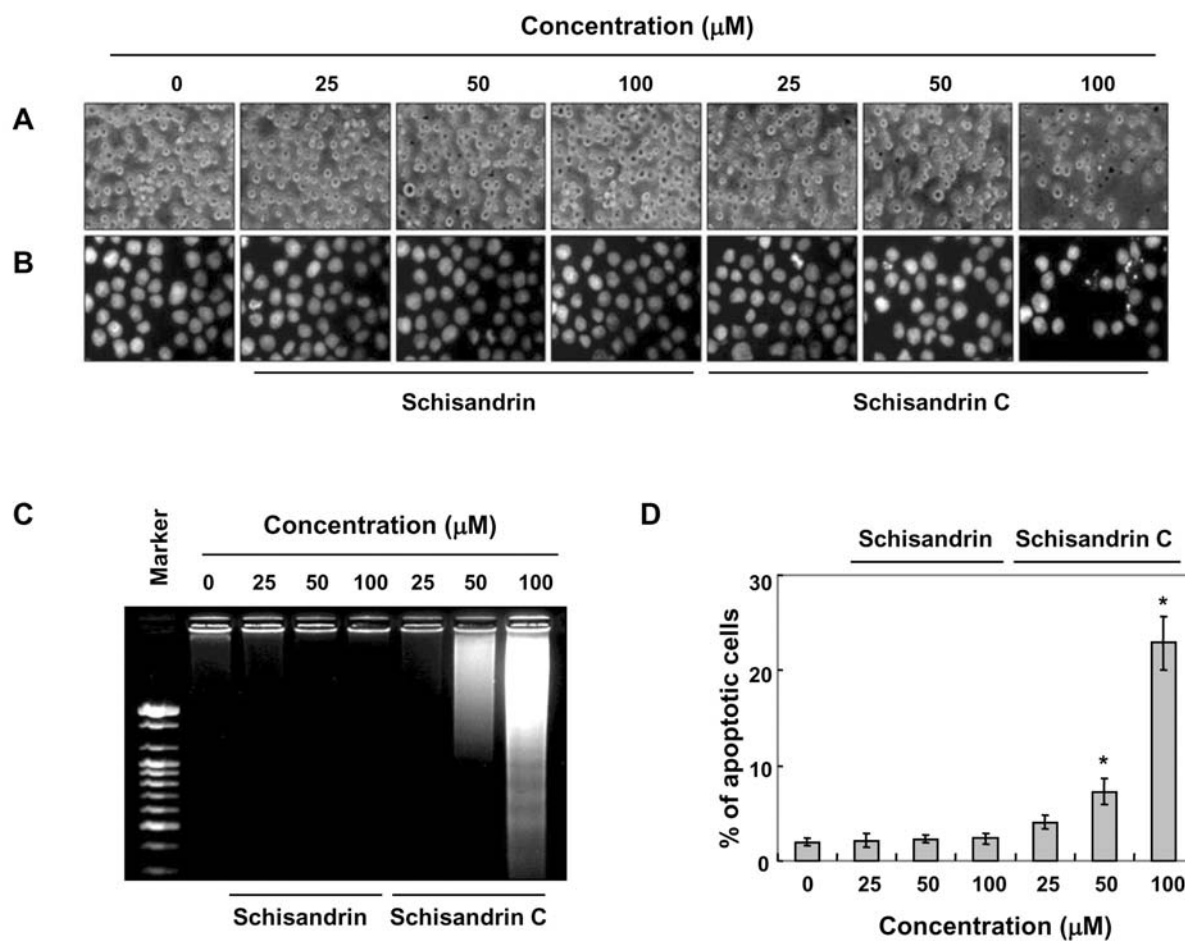 Concentration (μM)
0 25 50 100 25 50 100
A
B
Schisandrin Schisandrin C
C
Marker
Concentration (μM)
0 25 50 100 25 50 100
Schisandrin Schisandrin C
D
Schisandrin Schisandrin C
% of apoptotic cells
30
20
10
0
*
*
0 25 50 100 25 50 100
Concentration (μM)